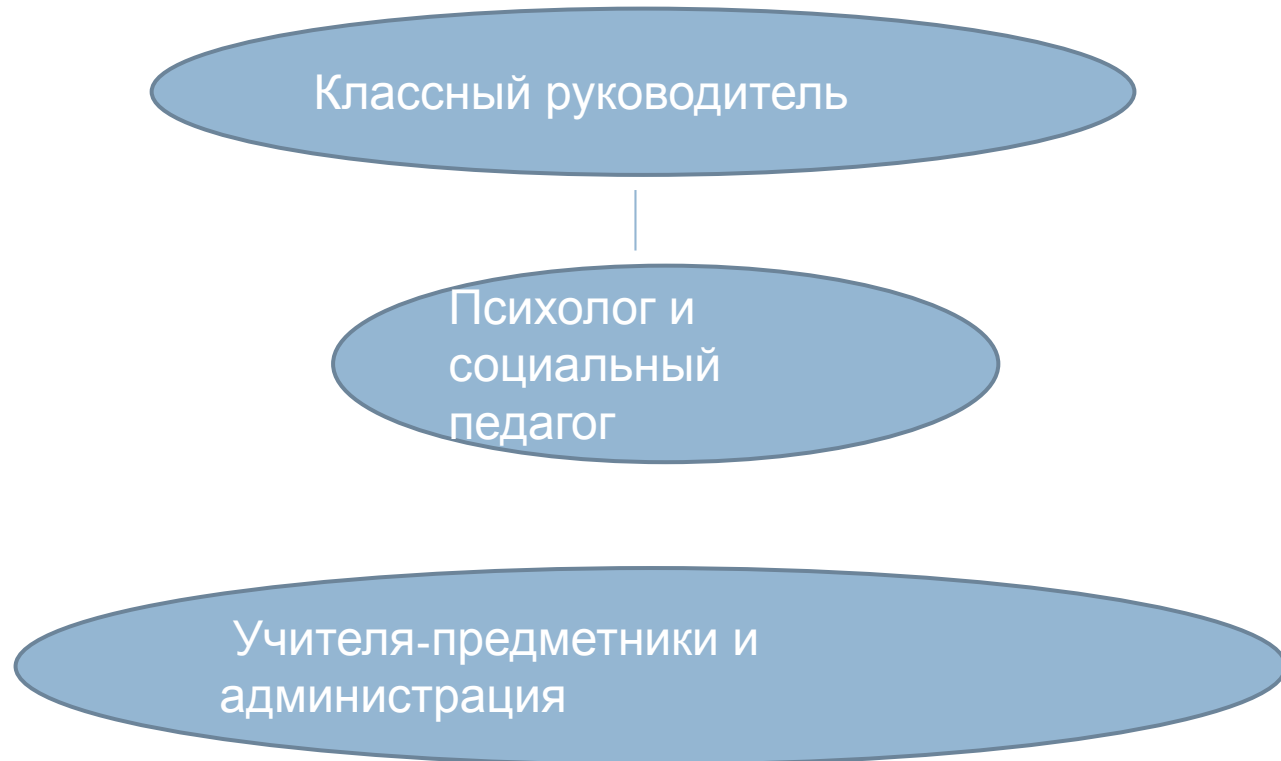 Классный руководитель
Психолог и
социальный
педагог
Учителя-предметники и
администрация